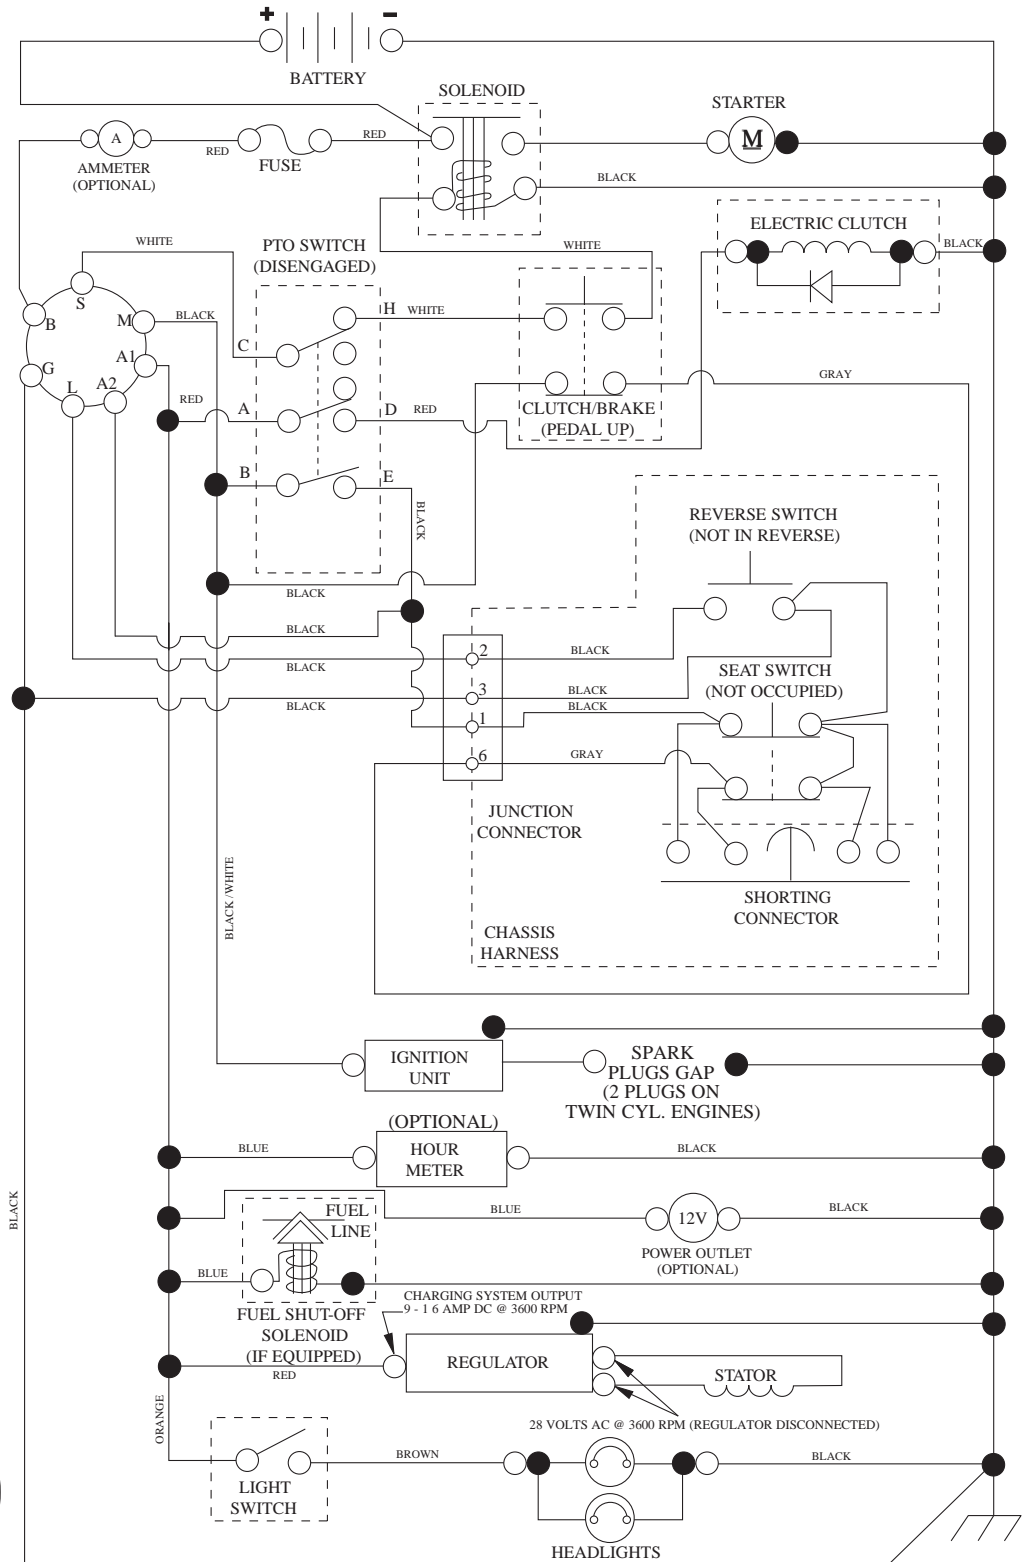 + −
BATTERY
SOLENOID
STARTER
A
RED
FUSE
RED
M
AMMETER
(OPTIONAL)
BLACK
ELECTRIC CLUTCH
BLACK
WHITE
PTO SWITCH
(DISENGAGED)
WHITE
S
B
M
BLACK
H
WHITE
G
A1
C
L
A2
RED
A
D
RED
CLUTCH/BRAKE
(PEDAL UP)
GRAY
B
E
BLACK
REVERSE SWITCH
(NOT IN REVERSE)
BLACK
BLACK
BLACK
2
BLACK
SEAT SWITCH
(NOT OCCUPIED)
BLACK
3
BLACK
BLACK
1
6
GRAY
JUNCTION
CONNECTOR
BLACK /WHITE
SHORTING
CONNECTOR
CHASSIS
HARNESS
IGNITION
UNIT
SPARK
PLUGS GAP
(2 PLUGS ON
TWIN CYL. ENGINES)
(OPTIONAL)
BLUE
HOUR
METER
BLACK
BLACK
FUEL
LINE
BLUE
12V
BLACK
POWER OUTLET
(OPTIONAL)
BLUE
FUEL SHUT-OFF
SOLENOID
(IF EQUIPPED)
CHARGING SYSTEM OUTPUT
9 - 1 6 AMP DC @ 3600 RPM
RED
REGULATOR
STATOR
28 VOLTS AC @ 3600 RPM (REGULATOR DISCONNECTED)
ORANGE
BROWN
BLACK
LIGHT
SWITCH
HEADLIGHTS